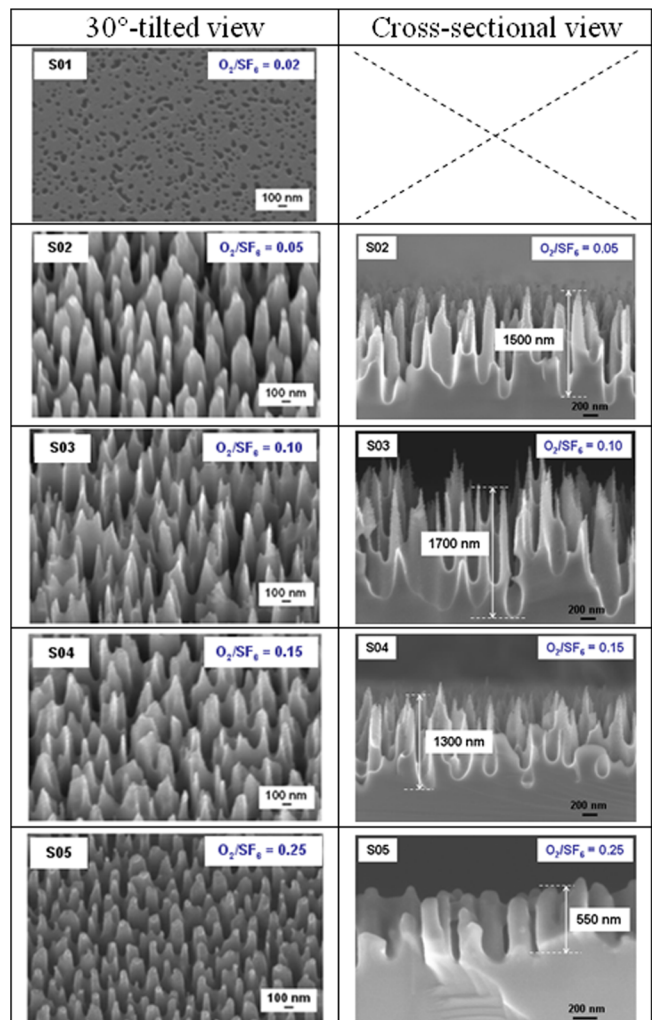 30°-tilted view
Cross-sectional view
S01
O₂/SF₆ = 0.02
100 nm
S02
O₂/SF₆ = 0.05
100 nm
S02
O₂/SF₆ = 0.05
1500 nm
200 nm
S03
O₂/SF₆ = 0.10
100 nm
S03
O₂/SF₆ = 0.10
1700 nm
200 nm
S04
O₂/SF₆ = 0.15
100 nm
S04
O₂/SF₆ = 0.15
1300 nm
200 nm
S05
O₂/SF₆ = 0.25
100 nm
S05
O₂/SF₆ = 0.25
550 nm
200 nm